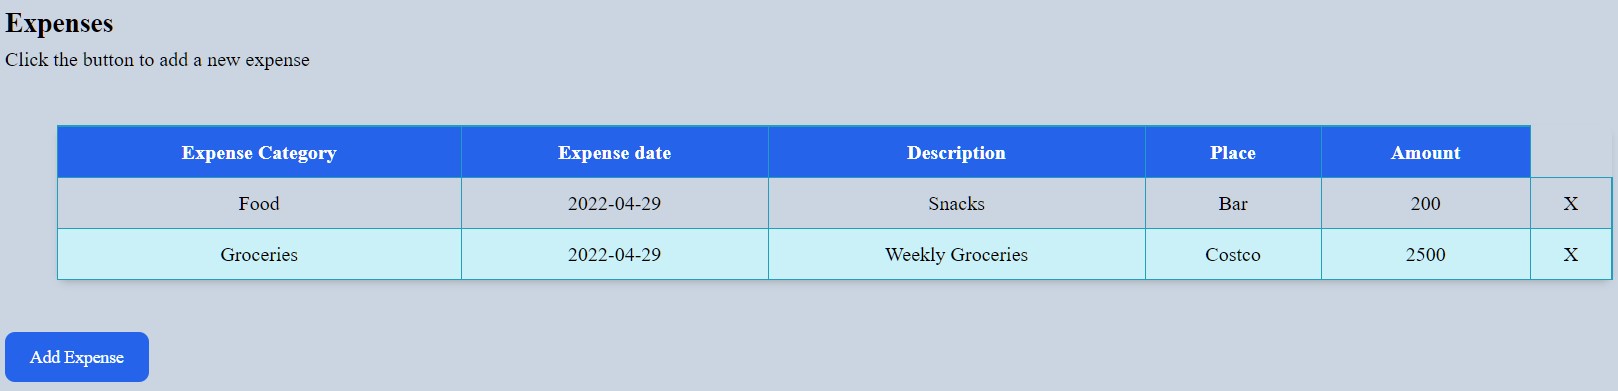 Expenses
Click the button to add a new expense
Expense Category Expense date Description Place Amount
Food 2022-04-29 Snacks Bar 200 X
Groceries 2022-04-29 Weekly Groceries Costco 2500 X
Add Expense